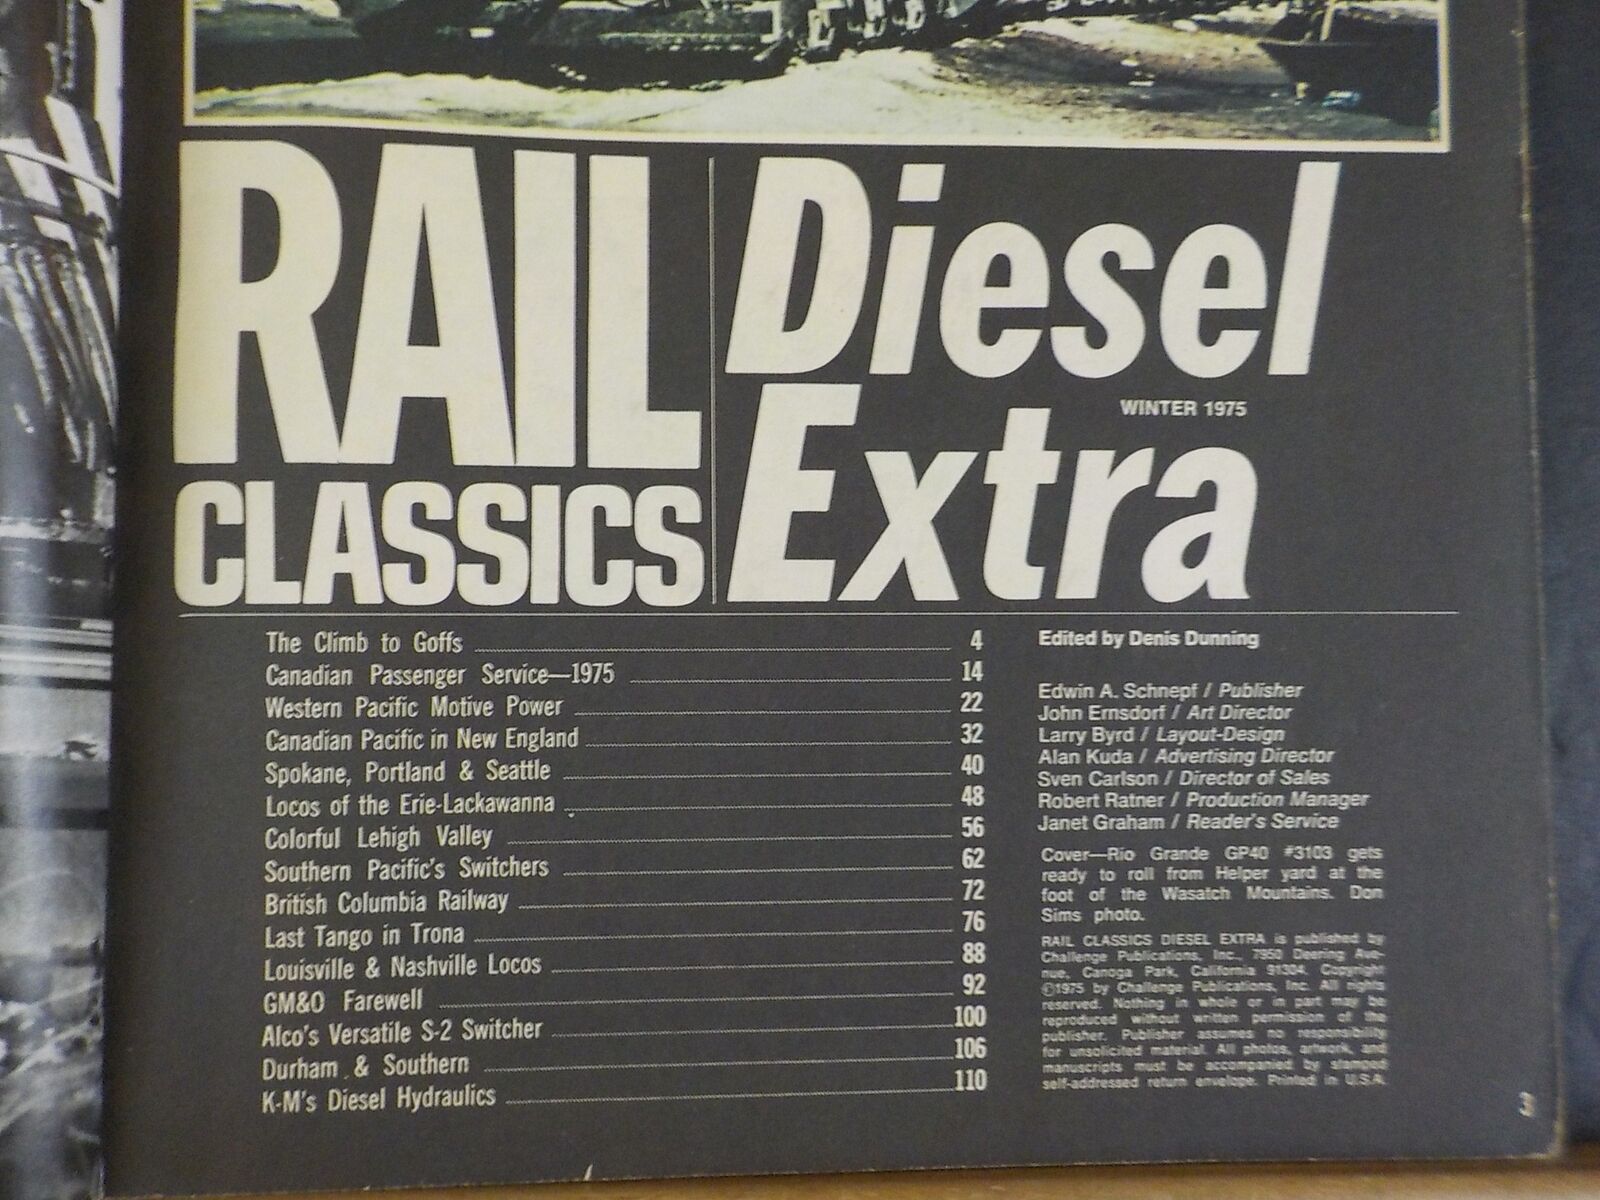 RAIL
CLASSICS
Diesel
WINTER 1975
Extra
The Climb to Goffs 4
Canadian Passenger Service—1975 14
Western Pacific Motive Power 22
Canadian Pacific in New England 32
Spokane, Portland & Seattle 40
Locos of the Erie-Lackawanna 48
Colorful Lehigh Valley 56
Southern Pacific's Switchers 62
British Columbia Railway 72
Last Tango in Trona 76
Louisville & Nashville Locos 88
GM&O Farewell 92
Alco's Versatile S-2 Switcher 100
Durham & Southern 106
K-M's Diesel Hydraulics 110
Edited by Denis Dunning
Edwin A. Schnepf / Publisher
John Ernsdorf / Art Director
Larry Byrd / Layout-Design
Alan Kuda / Advertising Director
Sven Carlson / Director of Sales
Robert Ratner / Production Manager
Janet Graham / Reader's Service
Cover—Rio Grande GP40 #3103 gets
ready to roll from Helper yard at the
foot of the Wasatch Mountains. Don
Sims photo.
RAIL CLASSICS DIESEL EXTRA is published by
Challenge Publications, Inc., 7950 Deering Ave-
nue, Canoga Park, California 91304. Copyright
©1975 by Challenge Publications, Inc. All rights
reserved. Nothing in whole or in part may be
reproduced without written permission of the
publisher. Publisher assumes no responsibility
for unsolicited material. All photos, artwork, and
manuscripts must be accompanied by stamped
self-addressed return envelope. Printed in U.S.A.
3